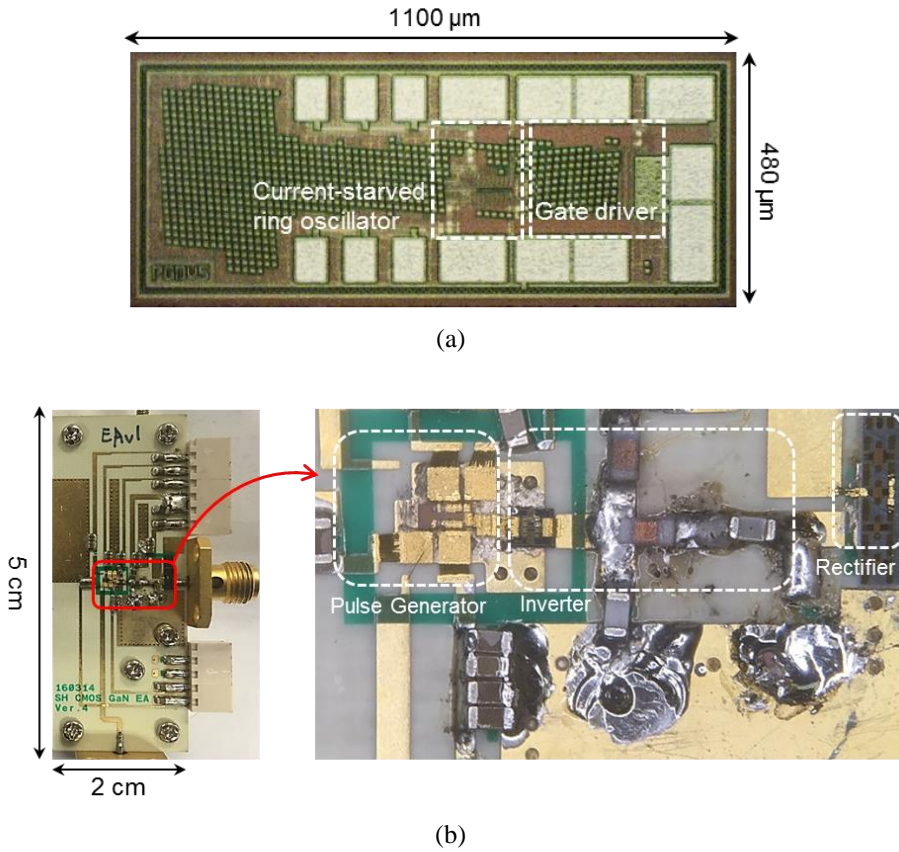 1100 µm
480 µm
Current-starved
ring oscillator
Gate driver
(a)
EAv1
5 cm
160314
SH CMOS GaN EA
Ver.4
2 cm
Pulse Generator
Inverter
Rectifier
(b)